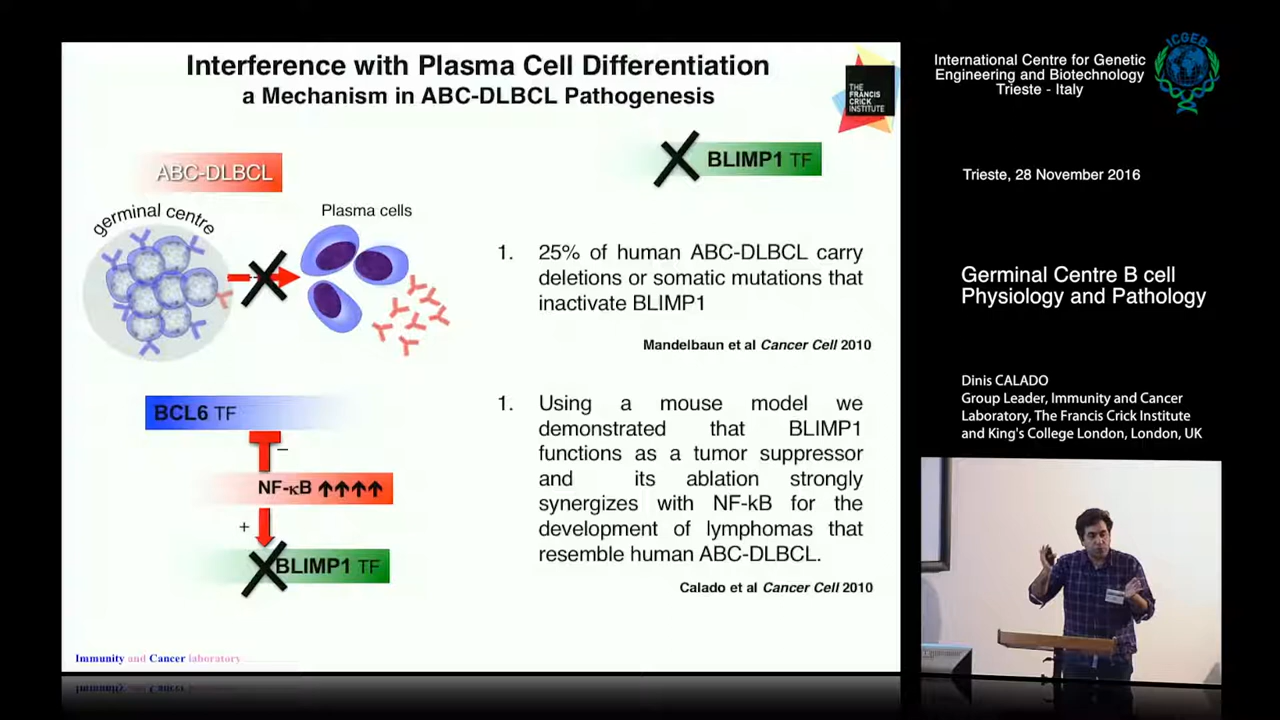 Interference with Plasma Cell Differentiation
a Mechanism in ABC-DLBCL Pathogenesis
THE
FRANCIS
CRICK
INSTITUTE
BLIMP1 TF
ABC-DLBCL
germinal centre
Plasma cells
1. 25% of human ABC-DLBCL carry
deletions or somatic mutations that
inactivate BLIMP1
Mandelbaun et al Cancer Cell 2010
BCL6 TF
–
NF-κB
+
BLIMP1 TF
1. Using a mouse model we
demonstrated that BLIMP1
functions as a tumor suppressor
and its ablation strongly
synergizes with NF-kB for the
development of lymphomas that
resemble human ABC-DLBCL.
Calado et al Cancer Cell 2010
Immunity and Cancer laboratory
International Centre for Genetic
Engineering and Biotechnology
Trieste - Italy
ICGEB
Trieste, 28 November 2016
Germinal Centre B cell
Physiology and Pathology
Dinis CALADO
Group Leader, Immunity and Cancer
Laboratory, The Francis Crick Institute
and King's College London, London, UK